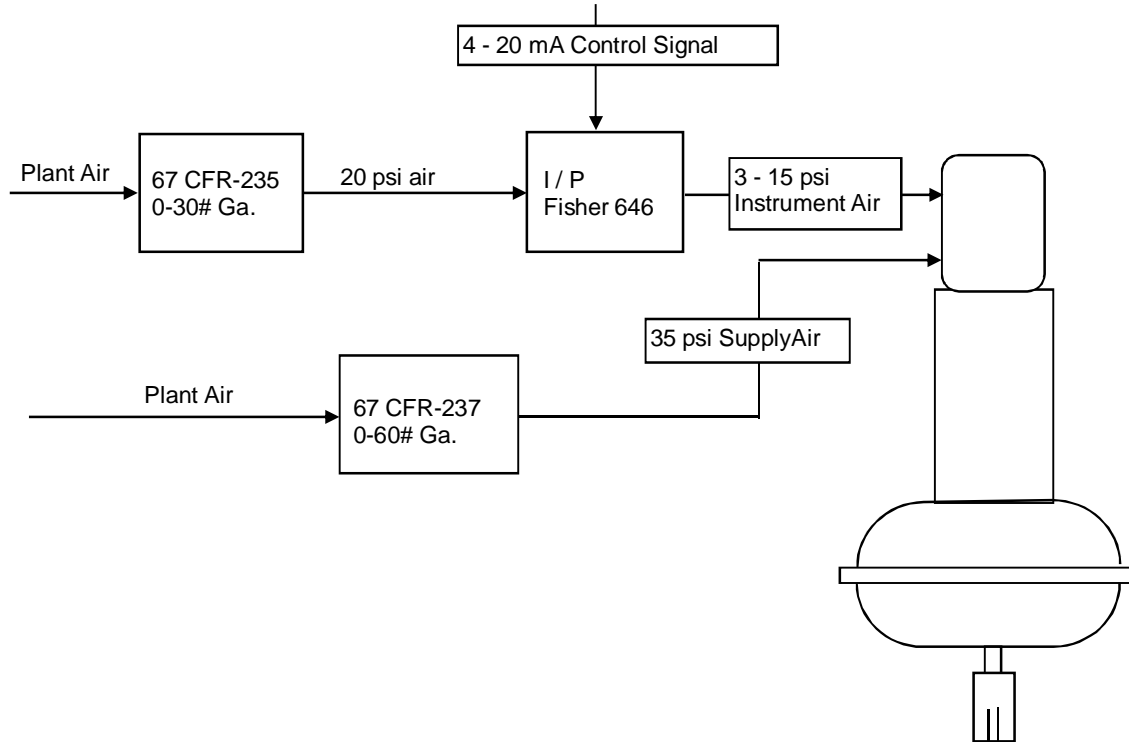 4 - 20 mA Control Signal
Plant Air
67 CFR-235
0-30# Ga.
20 psi air
I / P
Fisher 646
3 - 15 psi
Instrument Air
35 psi SupplyAir
Plant Air
67 CFR-237
0-60# Ga.